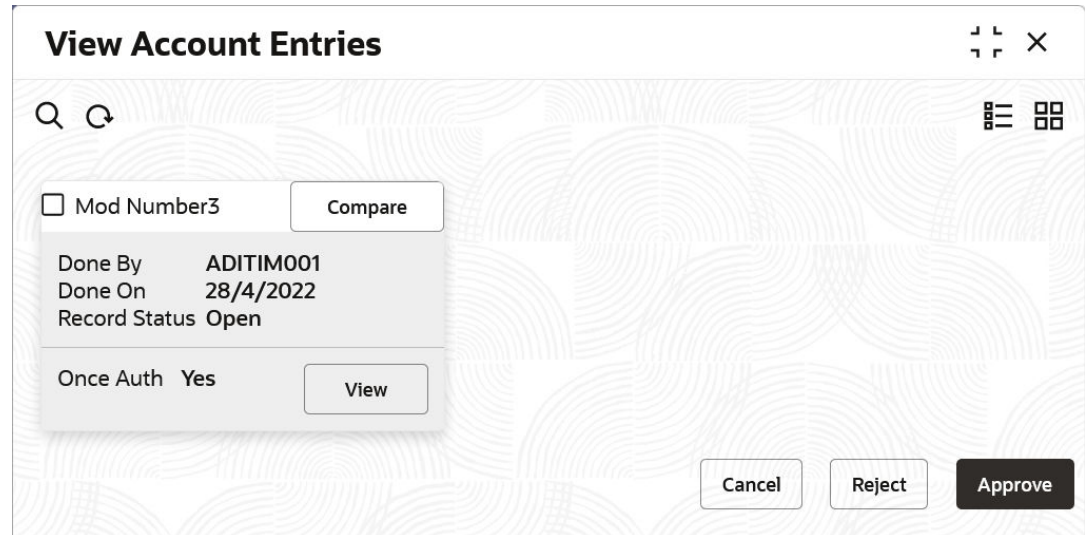 View Account Entries
Mod Number3
Compare
Done By ADITIM001
Done On 28/4/2022
Record Status Open
Once Auth Yes
View
Cancel
Reject
Approve